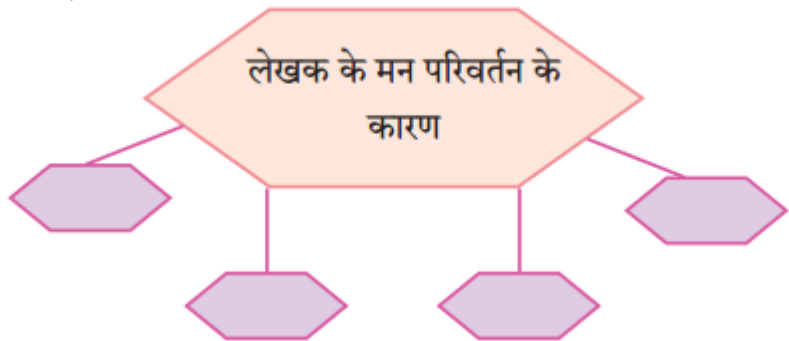 लेखक के मन परिवर्तन के
कारण